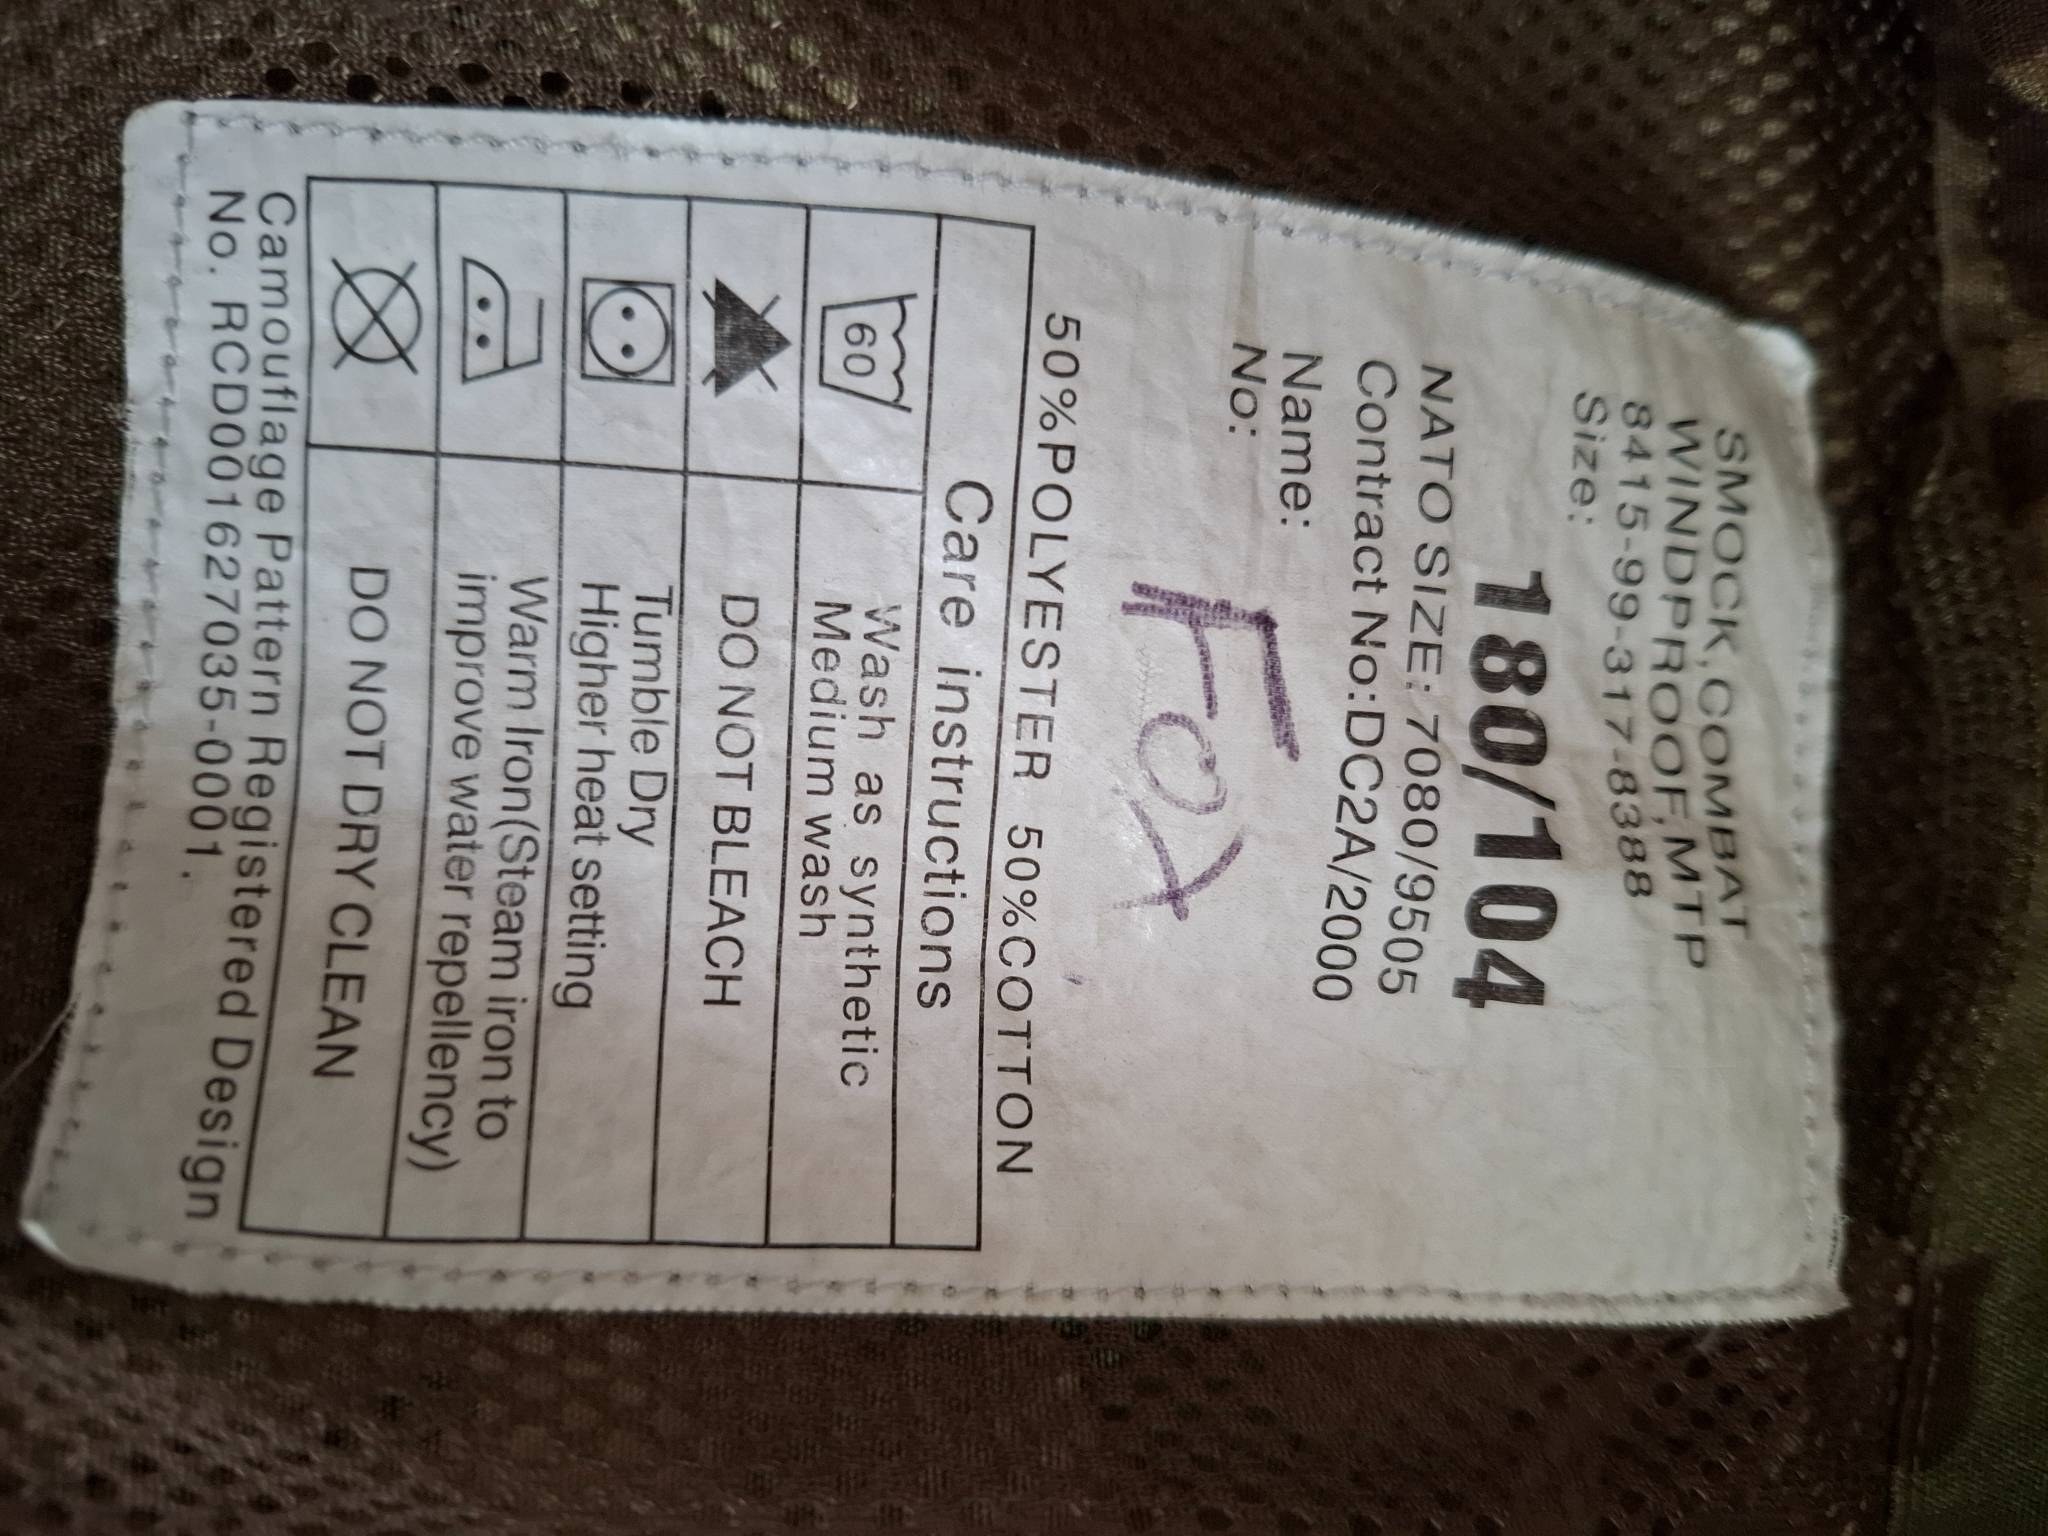 SMOCK,COMBAT
WINDPROOF,MTP
8415-99-317-8388
Size:
180/104
NATO SIZE: 7080/9505
Contract No:DC2A/2000
Name:
No:
Fox
50%POLYESTER 50%COTTON
Care instructions
60
Wash as synthetic
Medium wash
DO NOT BLEACH
Tumble Dry
Higher heat setting
Warm Iron(Steam iron to
improve water repellency)
DO NOT DRY CLEAN
Camouflage Pattern Registered Design
No. RCD001627035-0001.